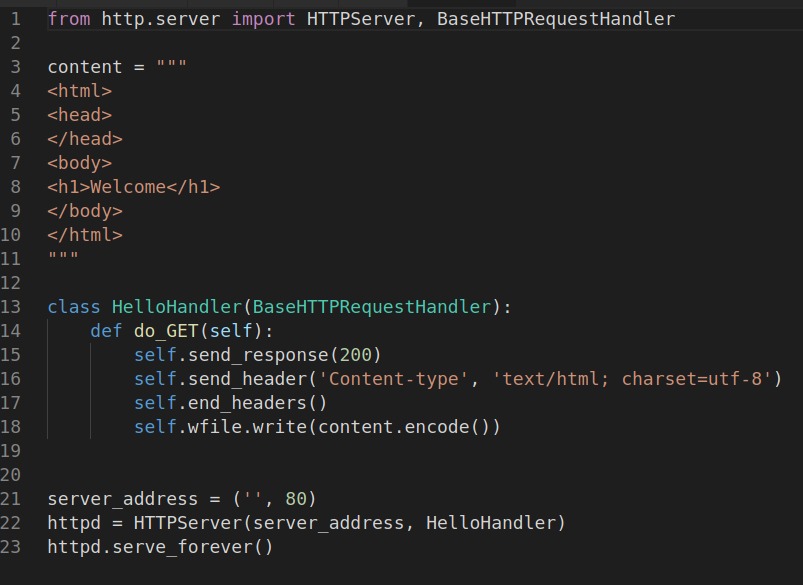 1 from http.server import HTTPServer, BaseHTTPRequestHandler
2
3 content = """
4 <html>
5 <head>
6 </head>
7 <body>
8 <h1>Welcome</h1>
9 </body>
10 </html>
11 """
12
13 class HelloHandler(BaseHTTPRequestHandler):
14     def do_GET(self):
15         self.send_response(200)
16         self.send_header('Content-type', 'text/html; charset=utf-8')
17         self.end_headers()
18         self.wfile.write(content.encode())
19
20
21 server_address = ('', 80)
22 httpd = HTTPServer(server_address, HelloHandler)
23 httpd.serve_forever()